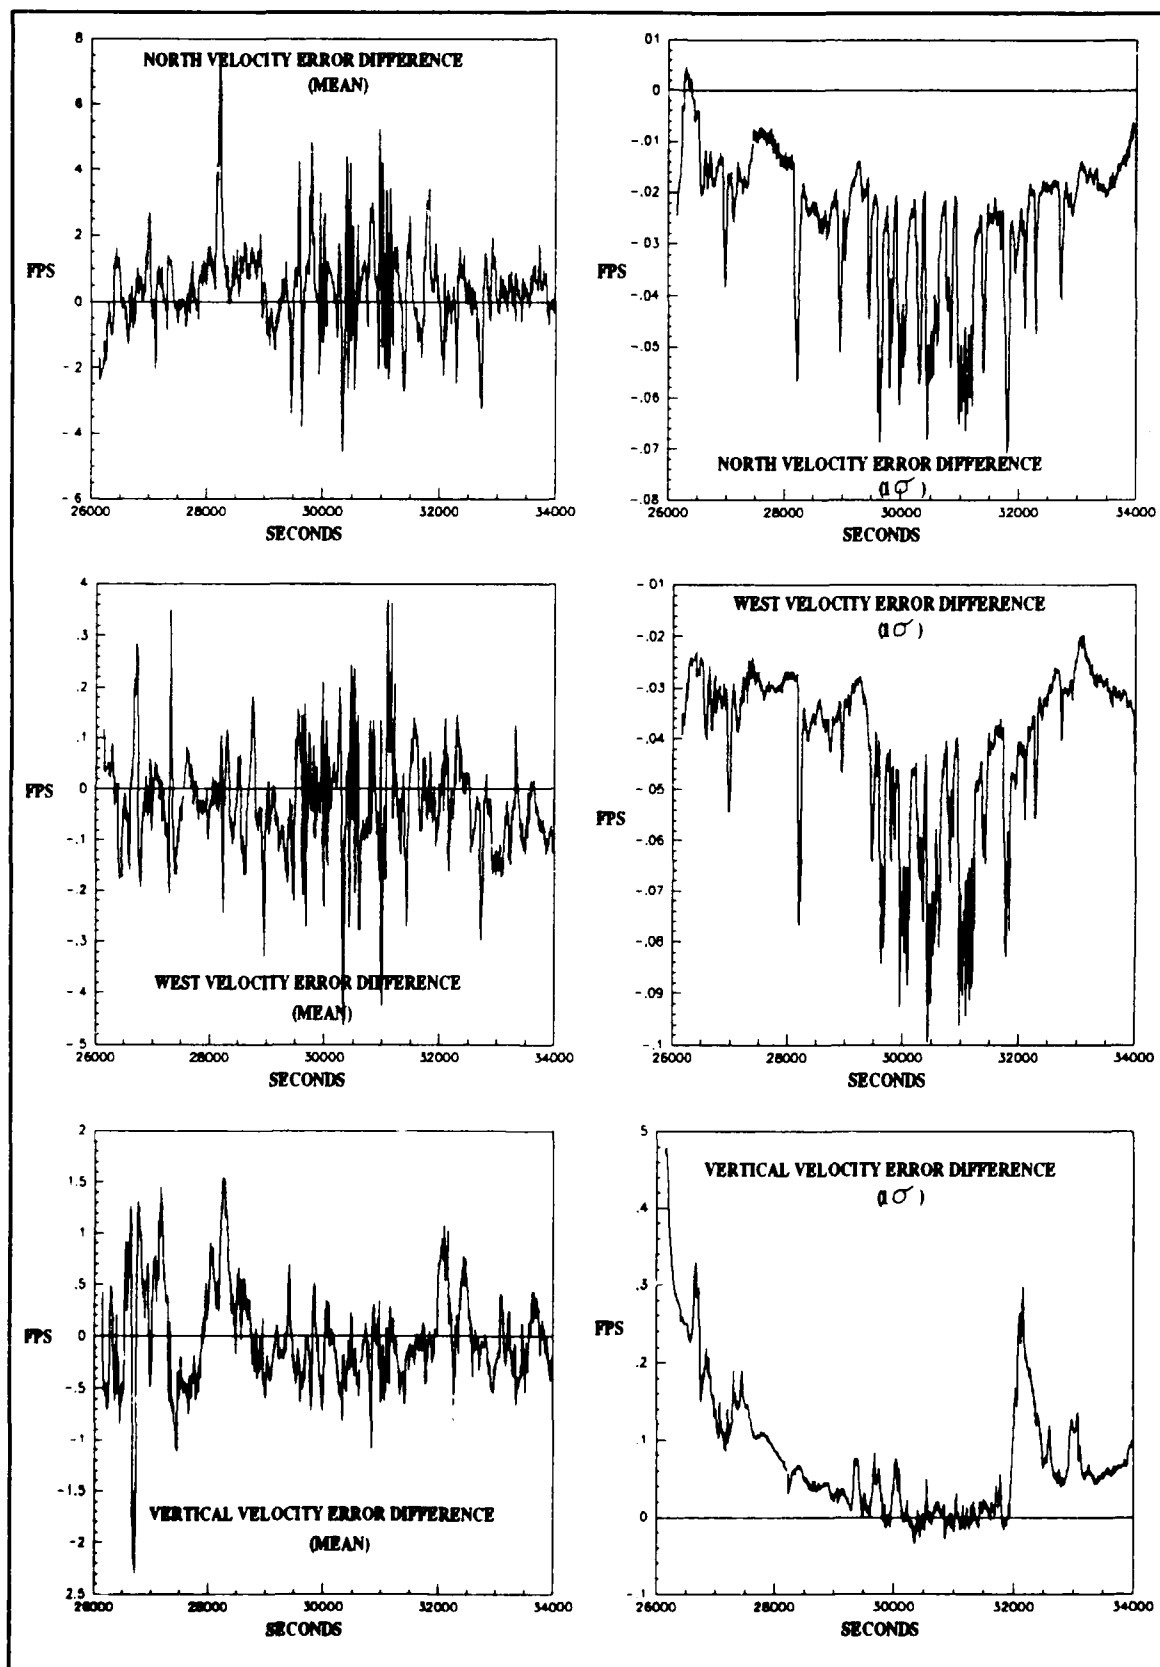 8
NORTH VELOCITY ERROR DIFFERENCE
(MEAN)
6
4
2
FPS
0
-2
-4
-6
26000 28000 30000 32000 34000
SECONDS
.01
0
-.01
-.02
FPS
-.03
-.04
-.05
-.06
-.07
NORTH VELOCITY ERROR DIFFERENCE
(1σ)
-.08
26000 28000 30000 32000 34000
SECONDS
.4
.3
.2
.1
FPS
0
-.1
-.2
-.3
WEST VELOCITY ERROR DIFFERENCE
(MEAN)
-.4
-.5
26000 28000 30000 32000 34000
SECONDS
-.01
WEST VELOCITY ERROR DIFFERENCE
(1σ)
-.02
-.03
-.04
-.05
FPS
-.06
-.07
-.08
-.09
-.1
26000 28000 30000 32000 34000
SECONDS
2
1.5
1
.5
FPS
0
-.5
-1
-1.5
VERTICAL VELOCITY ERROR DIFFERENCE
(MEAN)
-2
2.5
26000 28000 30000 32000 34000
SECONDS
.5
VERTICAL VELOCITY ERROR DIFFERENCE
(1σ)
.4
.3
FPS
.2
.1
0
-.1
26000 28000 30000 32000 34000
SECONDS